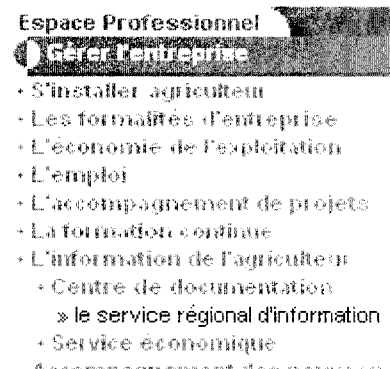 Espace Professionnel
Gérer l'entreprise
S'installer agriculteur
Les formalités d'entreprise
L'économie de l'exploitation
L'emploi
L'accompagnement de projets
La formation continue
L'information de l'agriculteur
Centre de documentation
» le service régional d'information
Service économique